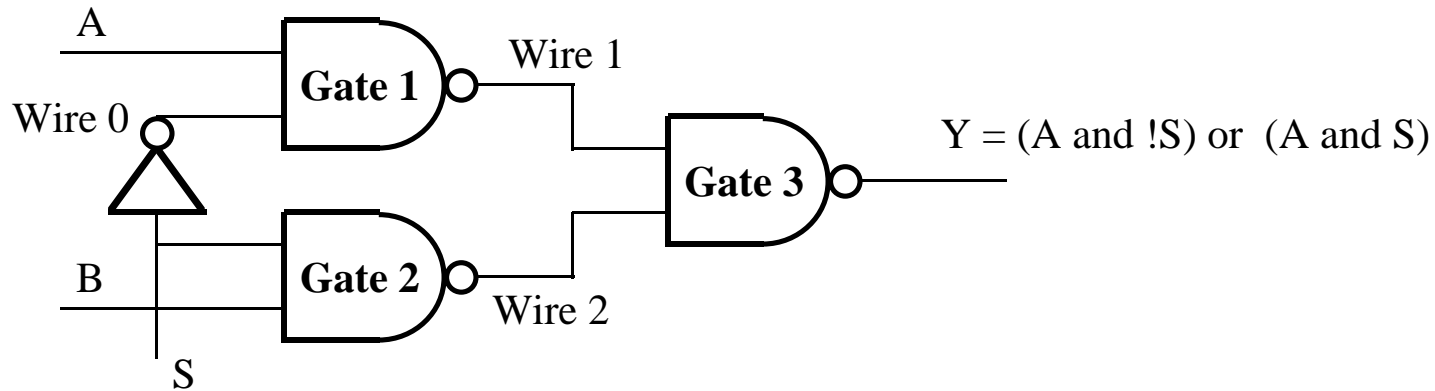 A
Gate 1
Wire 1
Wire 0
Y = (A and !S) or (A and S)
Gate 3
B
Gate 2
Wire 2
S